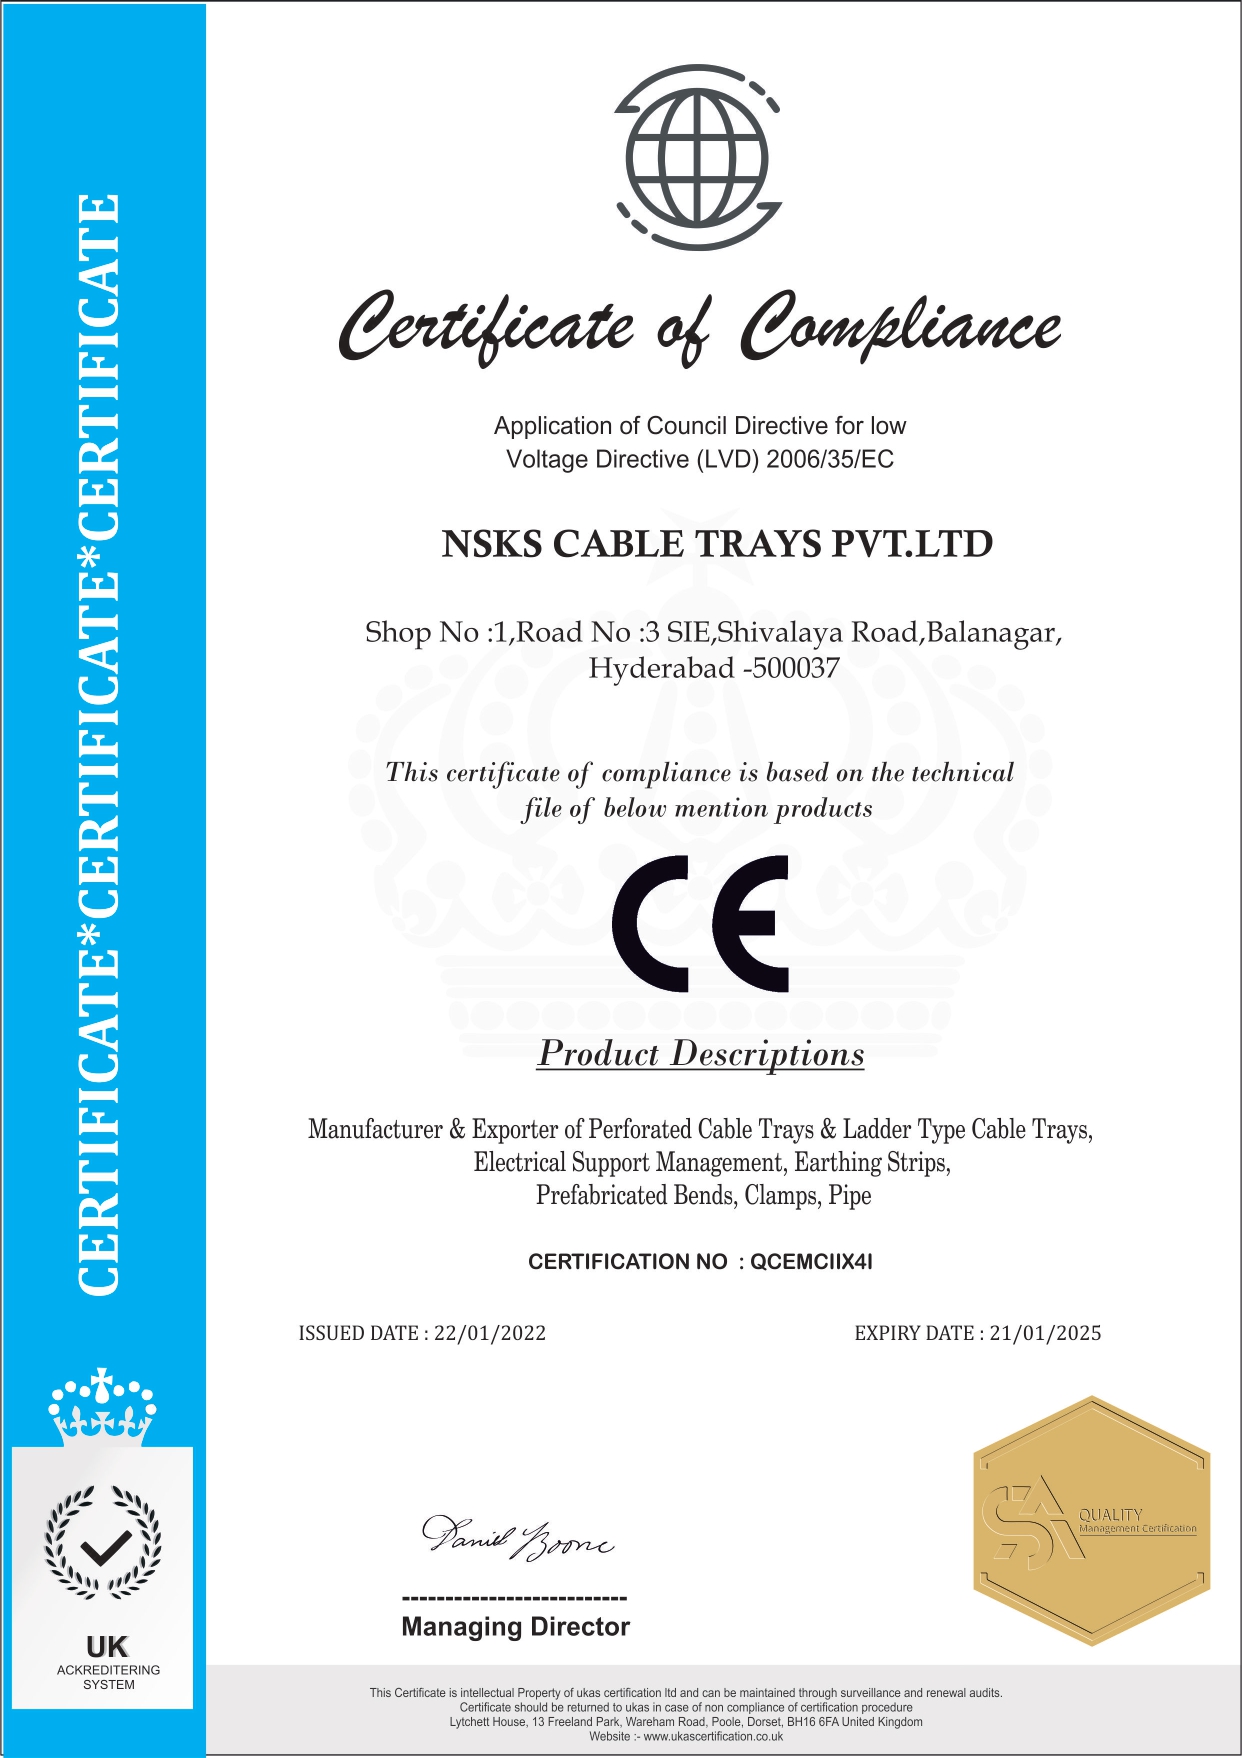 CERTIFICATE*CERTIFICATE*CERTIFICATE
Certificate of Compliance
Application of Council Directive for low
Voltage Directive (LVD) 2006/35/EC
NSKS CABLE TRAYS PVT.LTD
Shop No :1,Road No :3 SIE,Shivalaya Road,Balanagar,
Hyderabad -500037
This certificate of compliance is based on the technical
file of below mention products
CE
Product Descriptions
Manufacturer & Exporter of Perforated Cable Trays & Ladder Type Cable Trays,
Electrical Support Management, Earthing Strips,
Prefabricated Bends, Clamps, Pipe
CERTIFICATION NO : QCEMCIIX4I
ISSUED DATE : 22/01/2022
EXPIRY DATE : 21/01/2025
SA QUALITY
Management Certification
Daniel Boone
--------------------------
Managing Director
UK
ACKREDITERING
SYSTEM
This Certificate is intellectual Property of ukas certification ltd and can be maintained through surveillance and renewal audits.
Certificate should be returned to ukas in case of non compliance of certification procedure
Lytchett House, 13 Freeland Park, Wareham Road, Poole, Dorset, BH16 6FA United Kingdom
Website :- www.ukascertification.co.uk